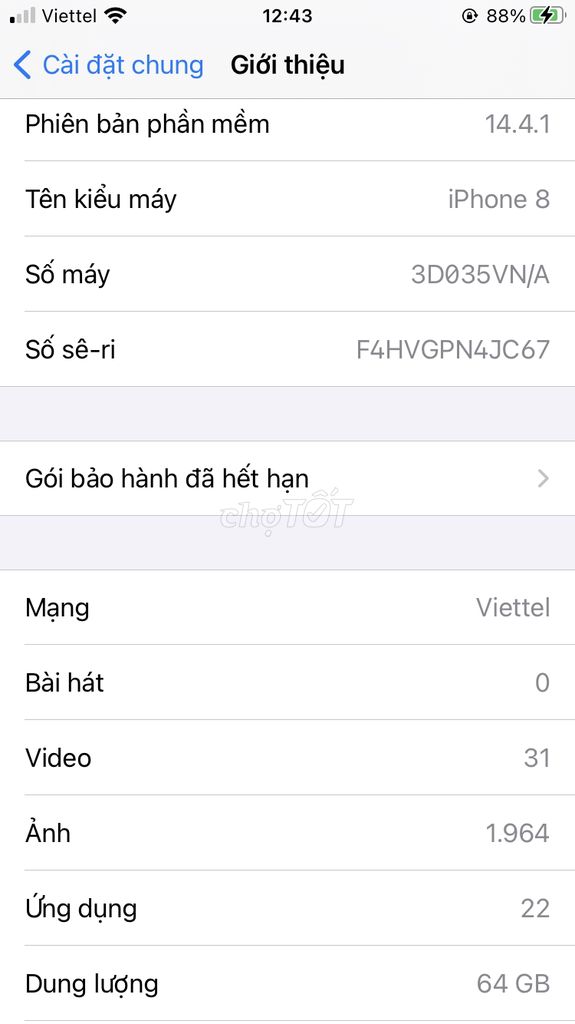 Viettel 12:43 88%
Cài đặt chung Giới thiệu
Phiên bản phần mềm 14.4.1
Tên kiểu máy iPhone 8
Số máy 3D035VN/A
Số sê-ri F4HVGPN4JC67
Gói bảo hành đã hết hạn
chợTỐT
Mạng Viettel
Bài hát 0
Video 31
Ảnh 1.964
Ứng dụng 22
Dung lượng 64 GB